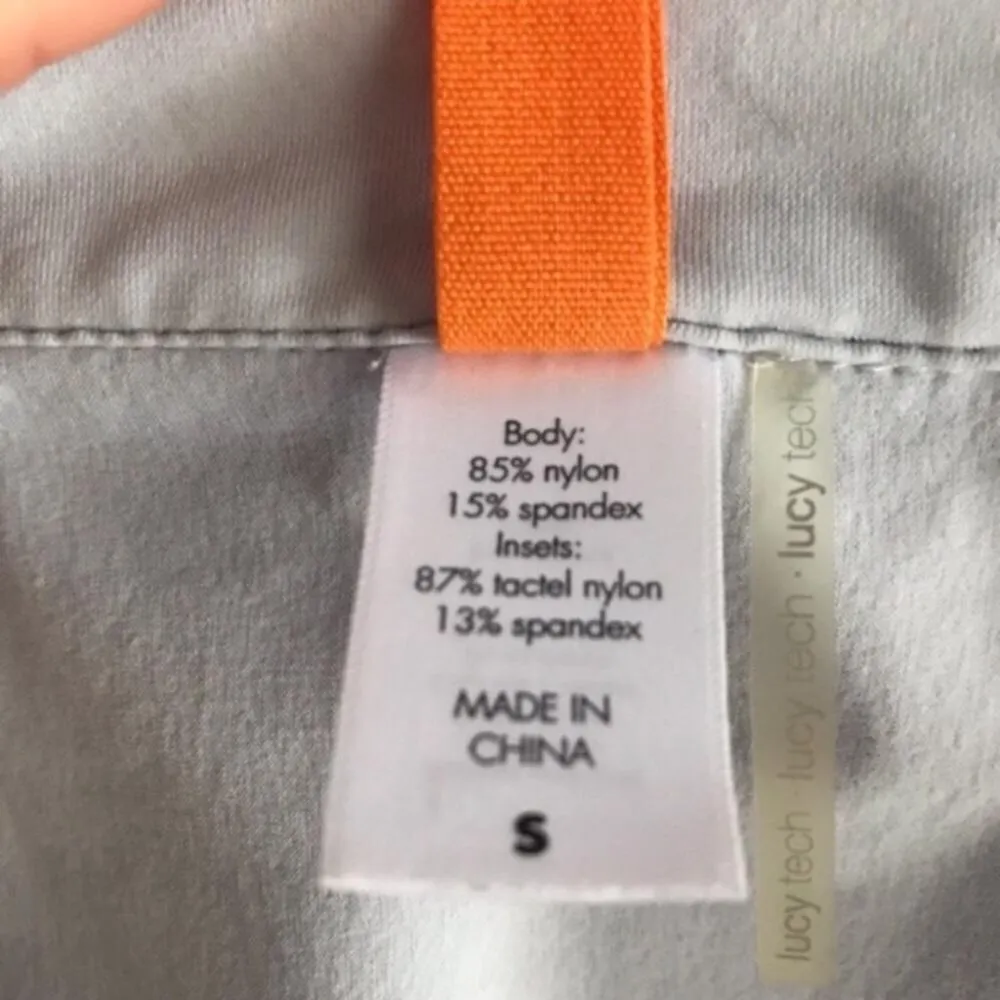 Body:
85% nylon
15% spandex
Insets:
87% tactel nylon
13% spandex
MADE IN
CHINA
S
lucy tech · lucy tech · lucy tech